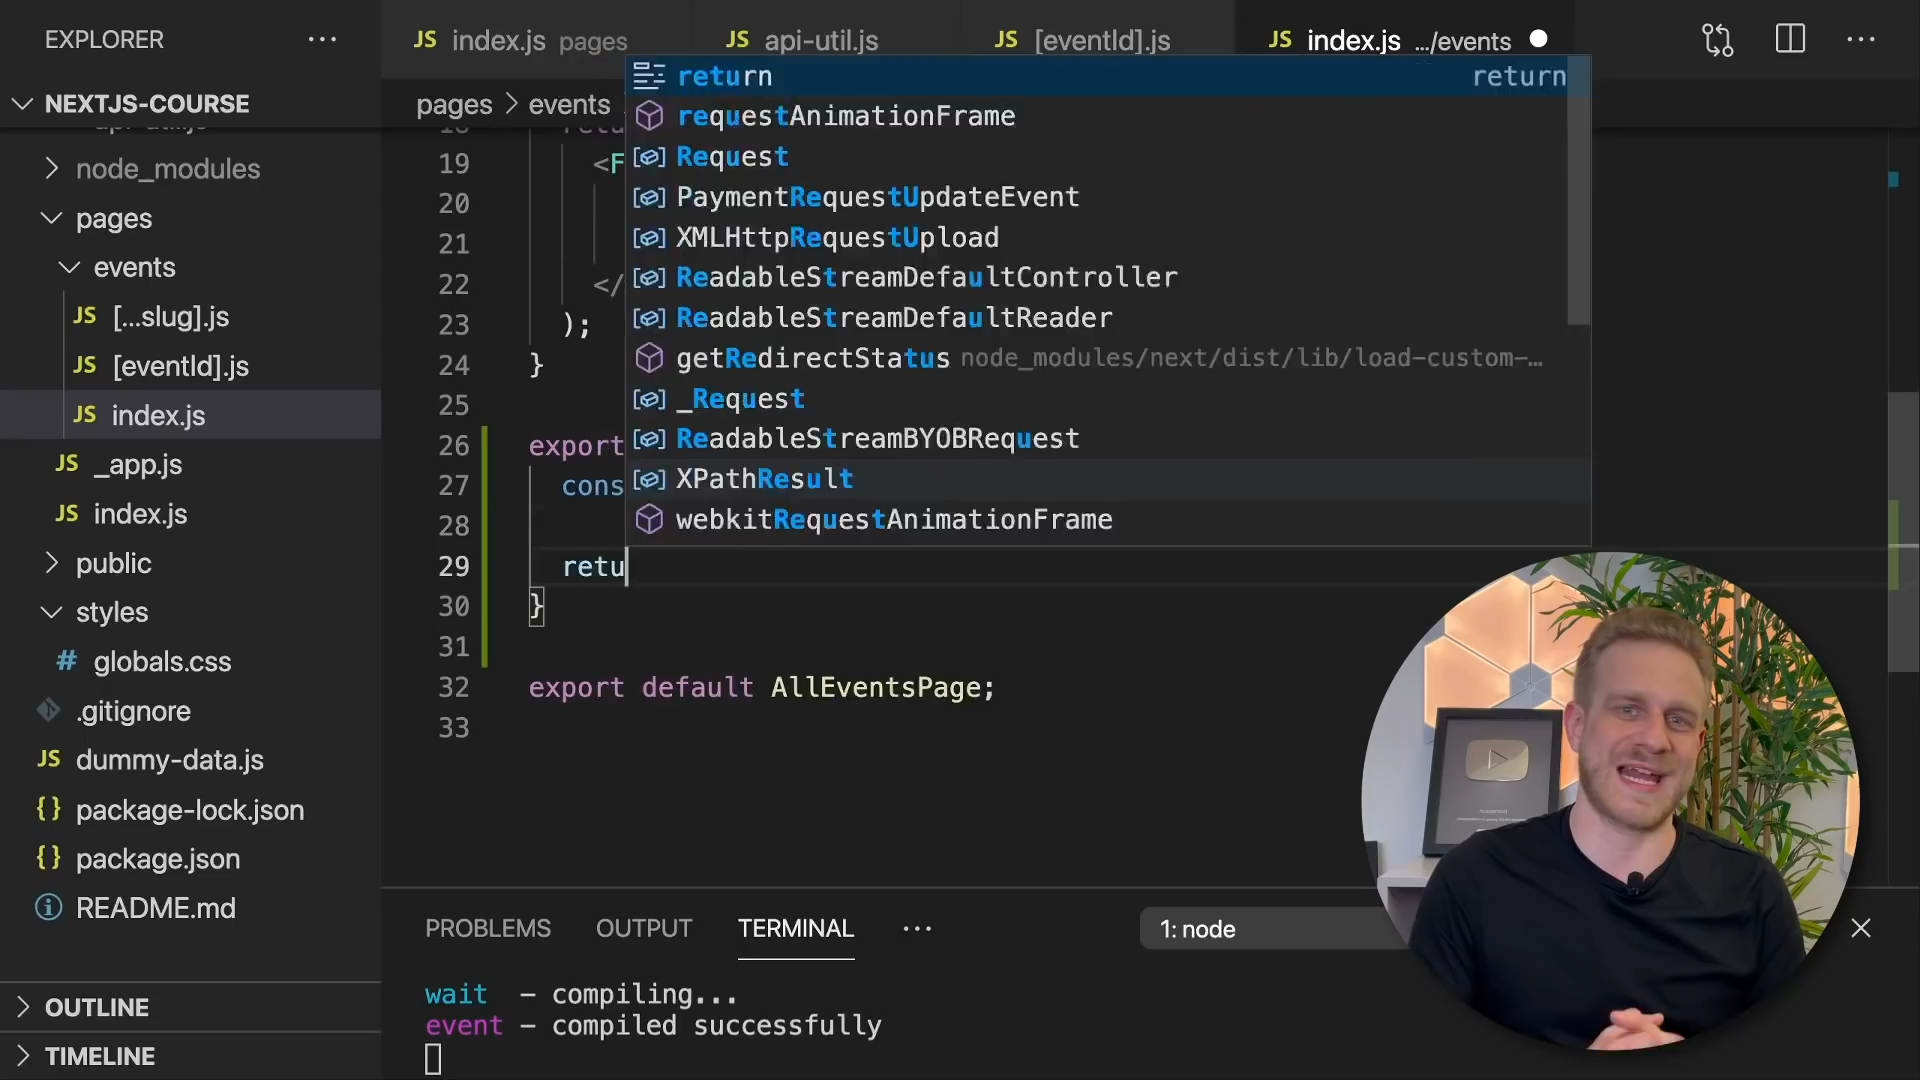 EXPLORER
NEXTJS-COURSE
node_modules
pages
events
[...slug].js
[eventId].js
index.js
_app.js
index.js
public
styles
globals.css
.gitignore
dummy-data.js
package-lock.json
package.json
README.md
OUTLINE
TIMELINE
JS index.js pages
JS api-util.js
JS [eventId].js
JS index.js .../events
pages > events
return return
requestAnimationFrame
Request
PaymentRequestUpdateEvent
XMLHttpRequestUpload
ReadableStreamDefaultController
ReadableStreamDefaultReader
getRedirectStatus node_modules/next/dist/lib/load-custom-…
_Request
ReadableStreamBYOBRequest
XPathResult
webkitRequestAnimationFrame
19 <F
20
21
22 </
23 );
24 }
25
26 export
27 cons
28
29 retu
30 }
31
32 export default AllEventsPage;
33
PROBLEMS OUTPUT TERMINAL 1: node
wait - compiling...
event - compiled successfully